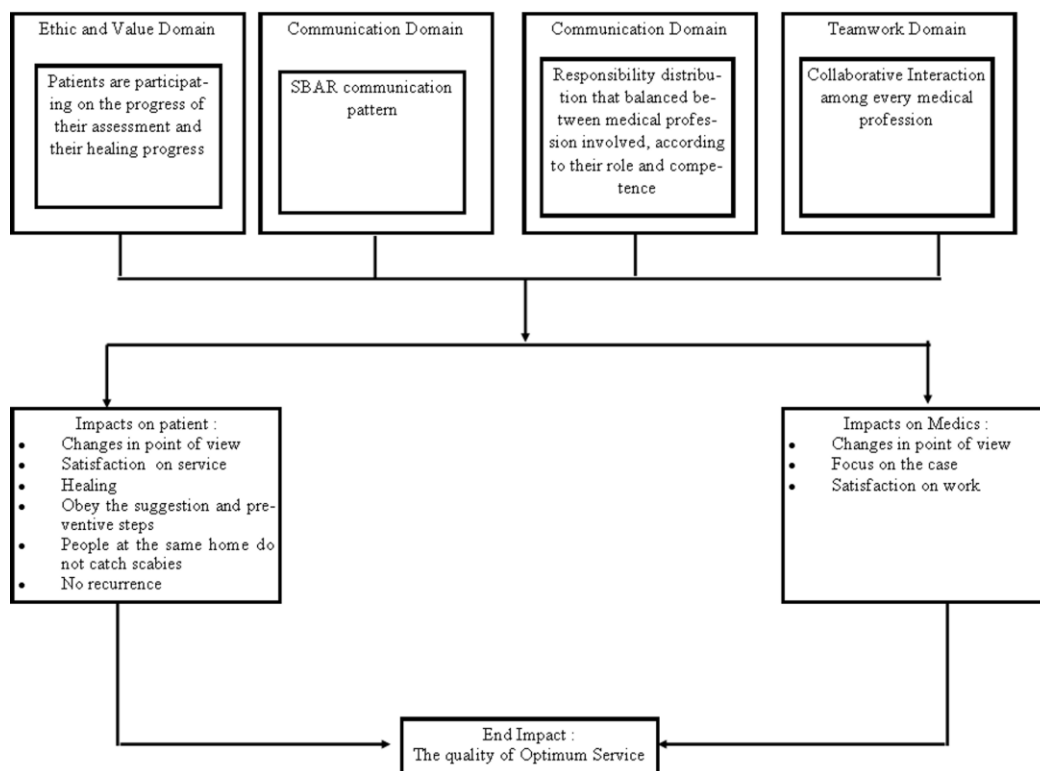 Ethic and Value Domain
Patients are participat-
ing on the progress of
their assessment and
their healing progress
Communication Domain
SBAR communication
pattern
Communication Domain
Responsibility distribu-
tion that balanced be-
tween medical profes-
sion involved, according
to their role and compe-
tence
Teamwork Domain
Collaborative Interaction
among every medical
profession
Impacts on patient :
• Changes in point of view
• Satisfaction on service
• Healing
• Obey the suggestion and pre-
ventive steps
• People at the same home do
not catch scabies
• No recurrence
Impacts on Medics :
• Changes in point of view
• Focus on the case
• Satisfaction on work
End Impact :
The quality of Optimum Service